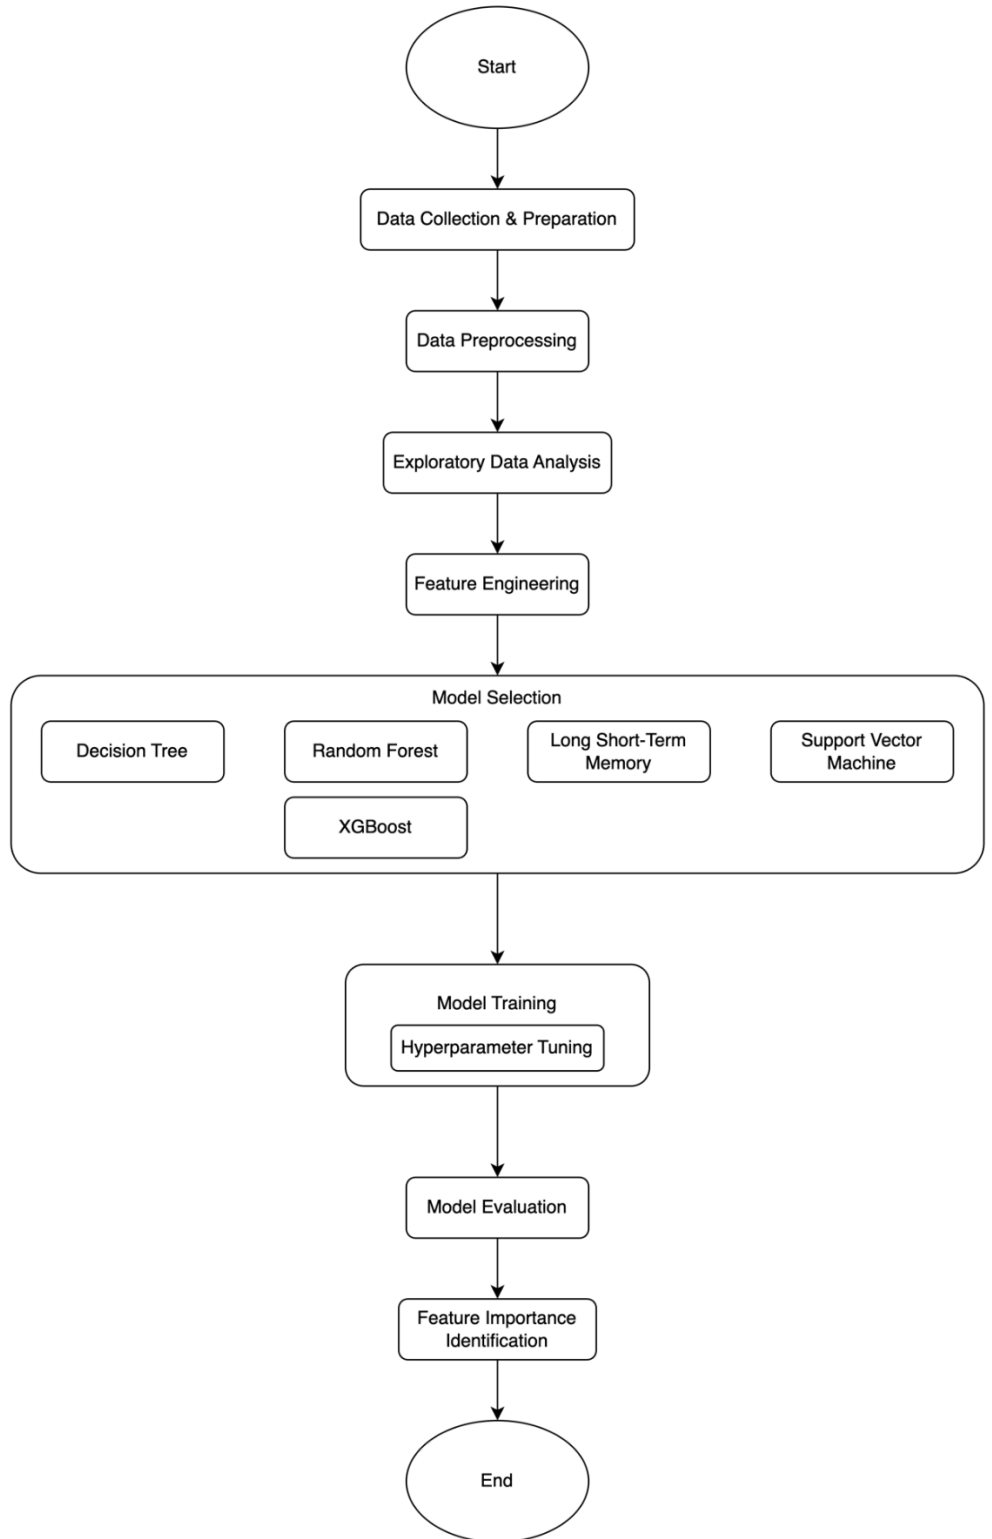 Start
Data Collection & Preparation
Data Preprocessing
Exploratory Data Analysis
Feature Engineering
Model Selection
Decision Tree
Random Forest
Long Short-Term
Memory
Support Vector
Machine
XGBoost
Model Training
Hyperparameter Tuning
Model Evaluation
Feature Importance
Identification
End